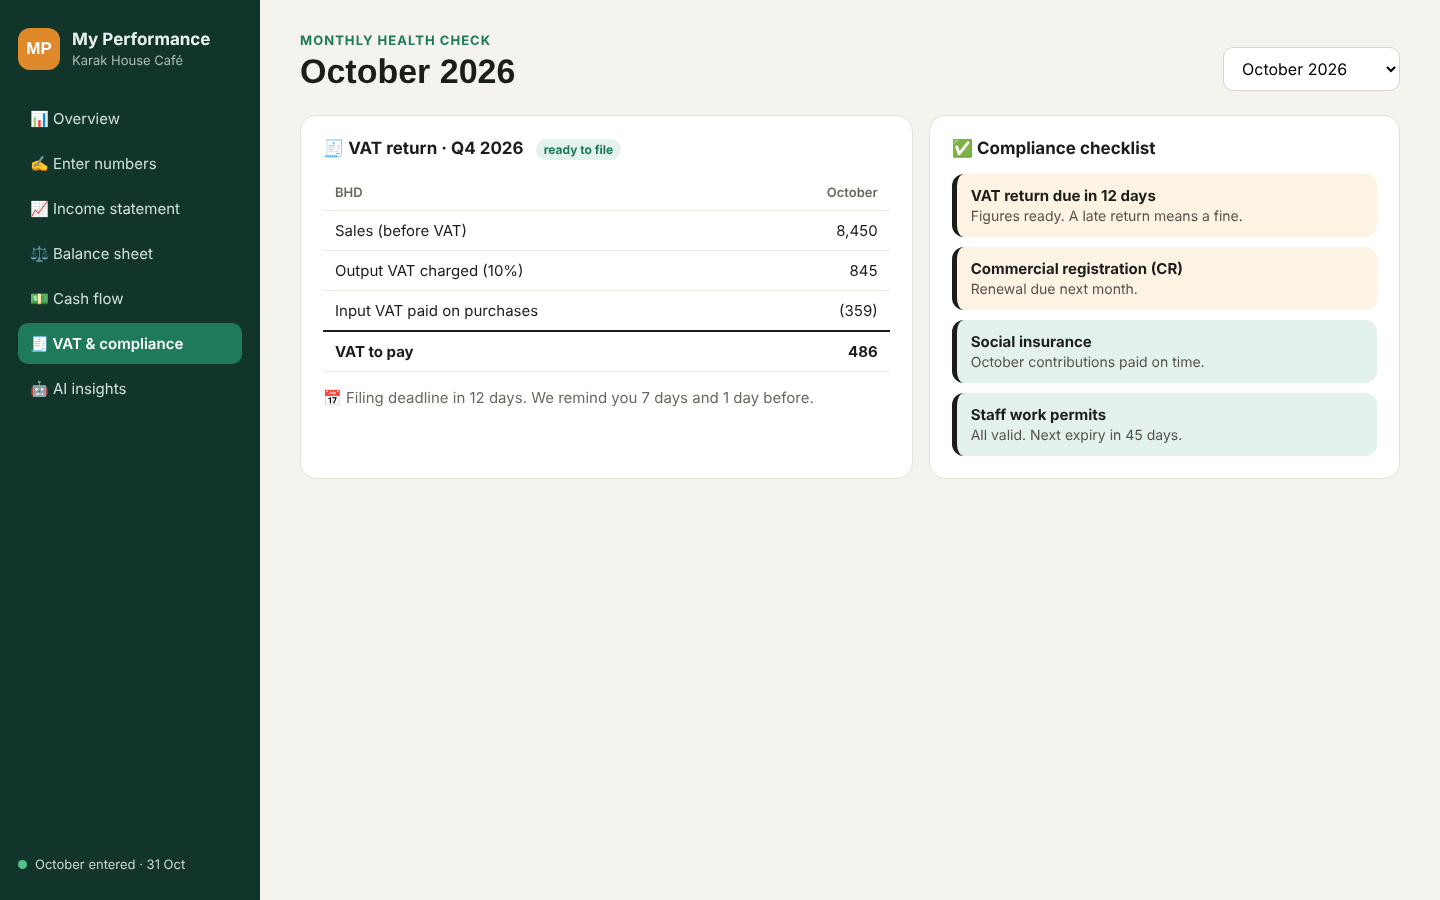 MP
My Performance
Karak House Café
📊 Overview
✍️ Enter numbers
📈 Income statement
⚖️ Balance sheet
💵 Cash flow
🧾 VAT & compliance
🤖 AI insights
October entered · 31 Oct
MONTHLY HEALTH CHECK
October 2026
October 2026
🧾 VAT return · Q4 2026 ready to file
BHD October
Sales (before VAT) 8,450
Output VAT charged (10%) 845
Input VAT paid on purchases (359)
VAT to pay 486
📅 Filing deadline in 12 days. We remind you 7 days and 1 day before.
✅ Compliance checklist
VAT return due in 12 days
Figures ready. A late return means a fine.
Commercial registration (CR)
Renewal due next month.
Social insurance
October contributions paid on time.
Staff work permits
All valid. Next expiry in 45 days.